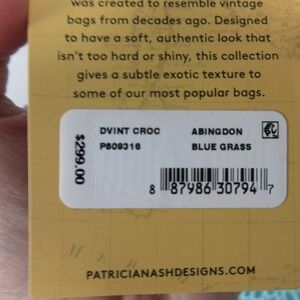 was created to resemble vintage
bags from decades ago. Designed
to have a soft, authentic look that
isn't too hard or shiny, this collection
gives a subtle exotic texture to
some of our most popular bags.
$299.00
DVINT CROC ABINGDON
P809316 BLUE GRASS
8 87986 30794 7
PATRICIANASHDESIGNS.COM